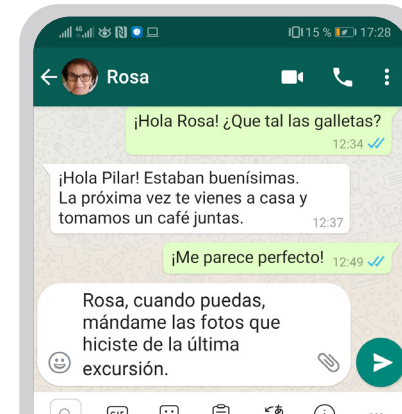 15 % 17:28
Rosa
¡Hola Rosa! ¿Que tal las galletas?
12:34
¡Hola Pilar! Estaban buenísimas.
La próxima vez te vienes a casa y
tomamos un café juntas. 12:37
¡Me parece perfecto! 12:49
Rosa, cuando puedas,
mándame las fotos que
hiciste de la última
excursión.